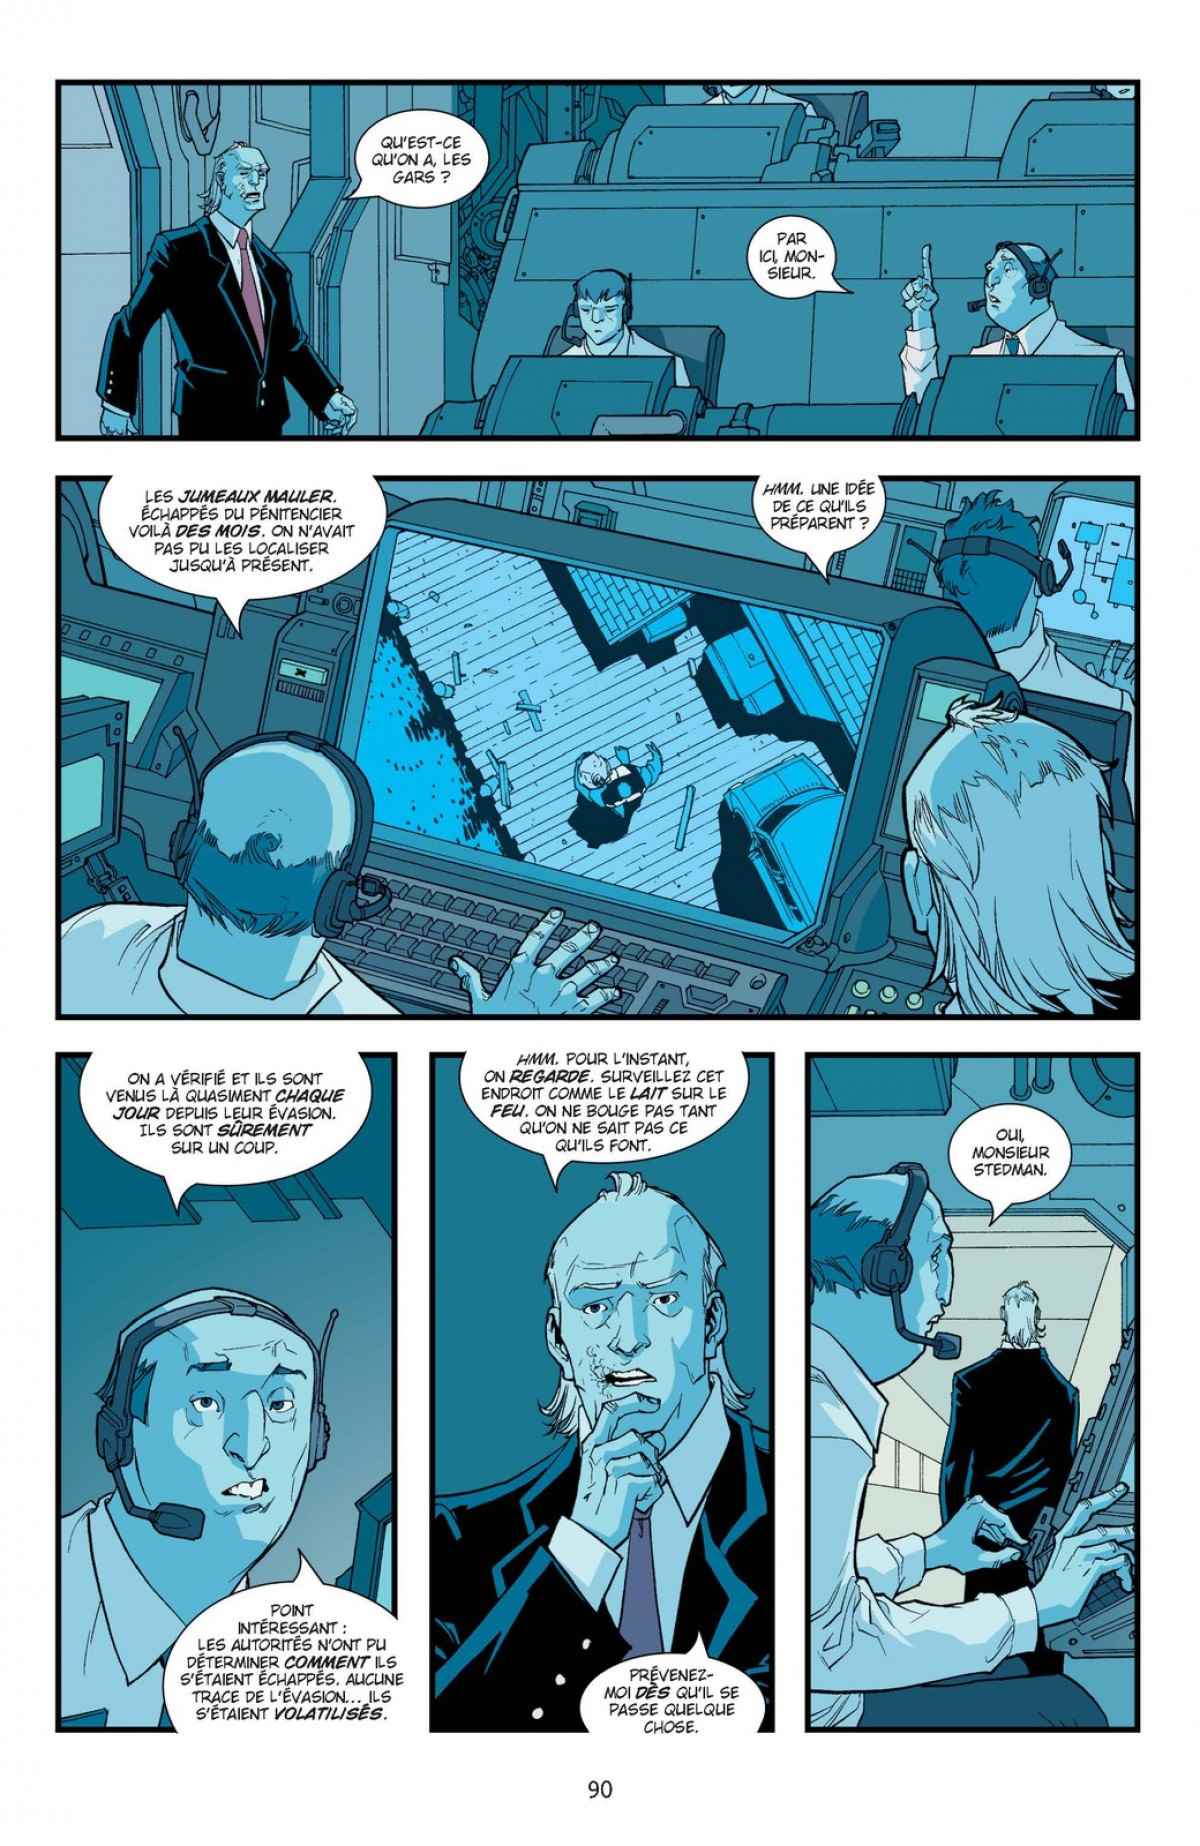 QU'EST-CE
QU'ON A, LES
GARS ?
PAR
ICI, MON-
SIEUR.
LES JUMEAUX MAULER.
ÉCHAPPÉS DU PÉNITENCIER
VOILÀ DES MOIS. ON N'AVAIT
PAS PU LES LOCALISER
JUSQU'À PRÉSENT.
HMM. UNE IDÉE
DE CE QU'ILS
PRÉPARENT ?
ON A VÉRIFIÉ ET ILS SONT
VENUS LÀ QUASIMENT CHAQUE
JOUR DEPUIS LEUR ÉVASION.
ILS SONT SÛREMENT
SUR UN COUP.
POINT
INTÉRESSANT :
LES AUTORITÉS N'ONT PU
DÉTERMINER COMMENT ILS
S'ÉTAIENT ÉCHAPPÉS. AUCUNE
TRACE DE L'ÉVASION... ILS
S'ÉTAIENT VOLATILISÉS.
HMM. POUR L'INSTANT,
ON REGARDE. SURVEILLEZ CET
ENDROIT COMME LE LAIT SUR LE
FEU. ON NE BOUGE PAS TANT
QU'ON NE SAIT PAS CE
QU'ILS FONT.
PRÉVENEZ-
MOI DÈS QU'IL SE
PASSE QUELQUE
CHOSE.
OUI,
MONSIEUR
STEDMAN.
90